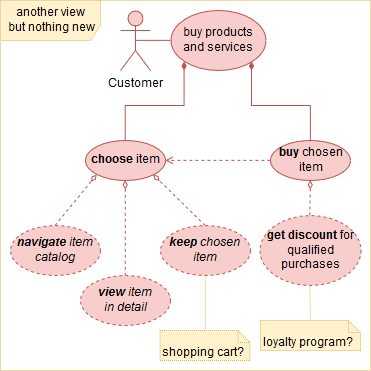 another view
but nothing new
buy products
and services
Customer
choose item
buy chosen
item
navigate item
catalog
keep chosen
item
get discount for
qualified
purchases
view item
in detail
shopping cart?
loyalty program?